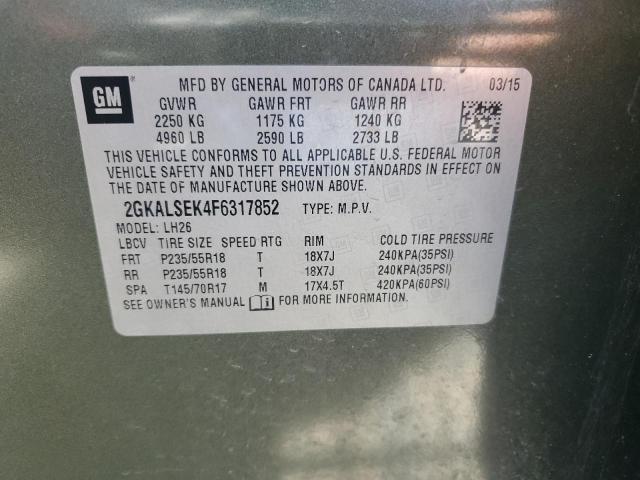 GM
MFD BY GENERAL MOTORS OF CANADA LTD. 03/15
GVWR GAWR FRT GAWR RR
2250 KG 1175 KG 1240 KG
4960 LB 2590 LB 2733 LB
THIS VEHICLE CONFORMS TO ALL APPLICABLE U.S. FEDERAL MOTOR
VEHICLE SAFETY AND THEFT PREVENTION STANDARDS IN EFFECT ON
THE DATE OF MANUFACTURE SHOWN ABOVE.
2GKALSEK4F6317852 TYPE: M.P.V.
MODEL: LH26
LBCV TIRE SIZE SPEED RTG RIM COLD TIRE PRESSURE
FRT P235/55R18 T 18X7J 240KPA(35PSI)
RR P235/55R18 T 18X7J 240KPA(35PSI)
SPA T145/70R17 M 17X4.5T 420KPA(60PSI)
SEE OWNER'S MANUAL i FOR MORE INFORMATION.